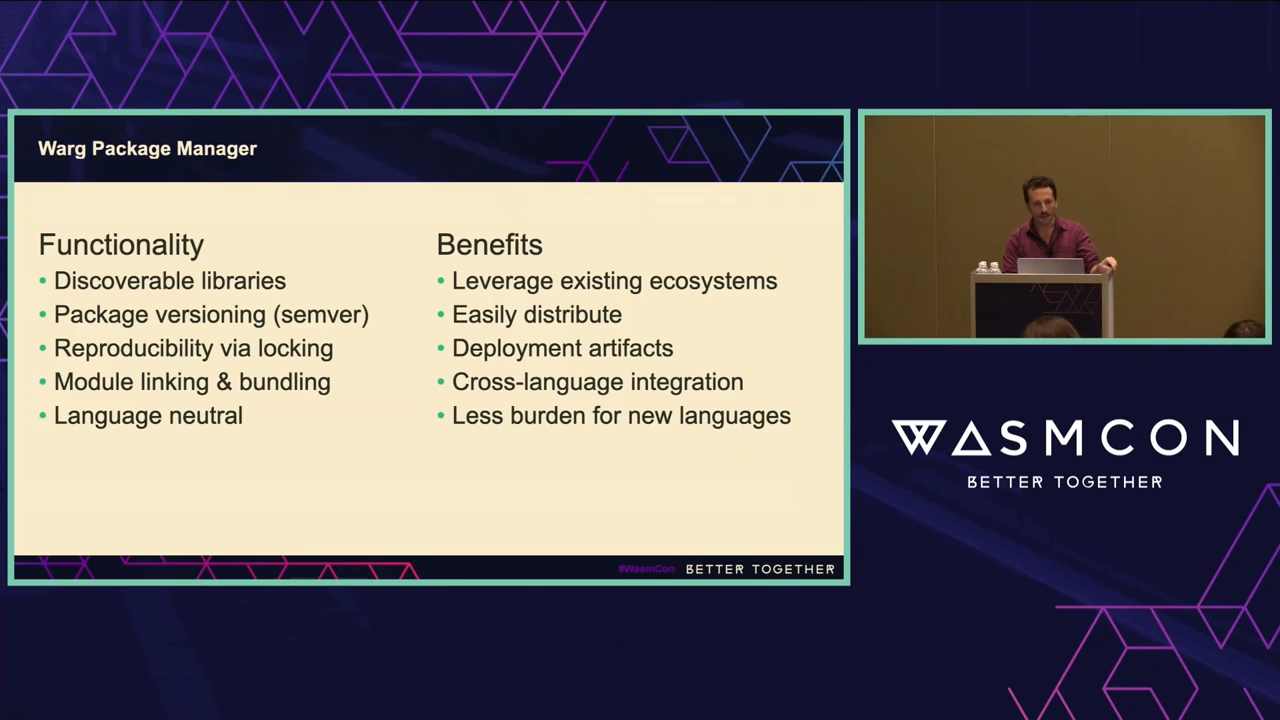 Warg Package Manager
Functionality
• Discoverable libraries
• Package versioning (semver)
• Reproducibility via locking
• Module linking & bundling
• Language neutral
Benefits
• Leverage existing ecosystems
• Easily distribute
• Deployment artifacts
• Cross-language integration
• Less burden for new languages
#WasmCon BETTER TOGETHER
WASMCON
BETTER TOGETHER